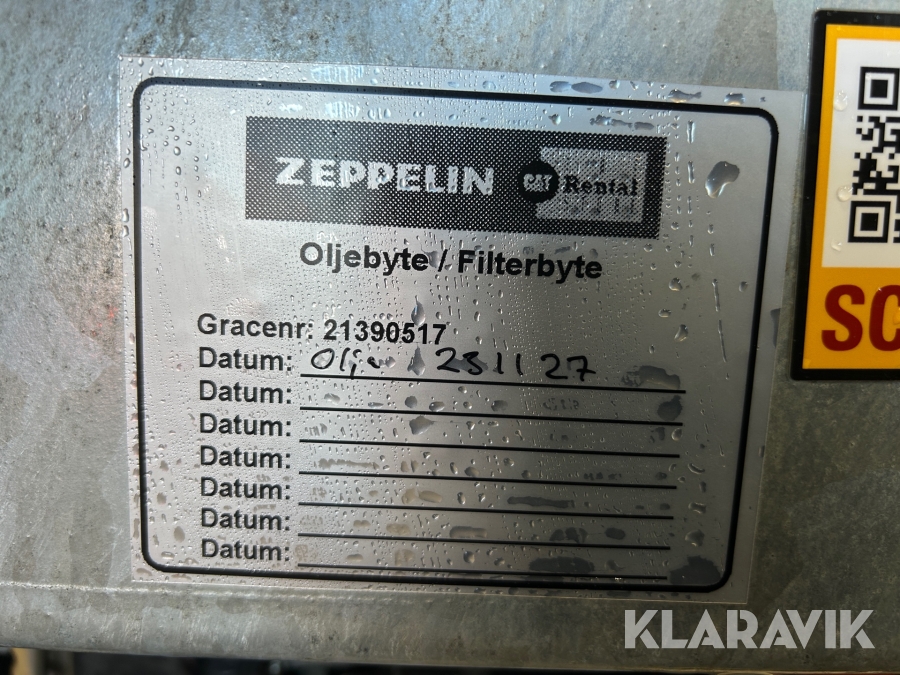 ZEPPELIN CAT Rental
Oljebyte / Filterbyte
Gracenr: 21390517
Datum: Olja 231127
Datum:
Datum:
Datum:
Datum:
Datum:
Datum:
SC
KLARAVIK